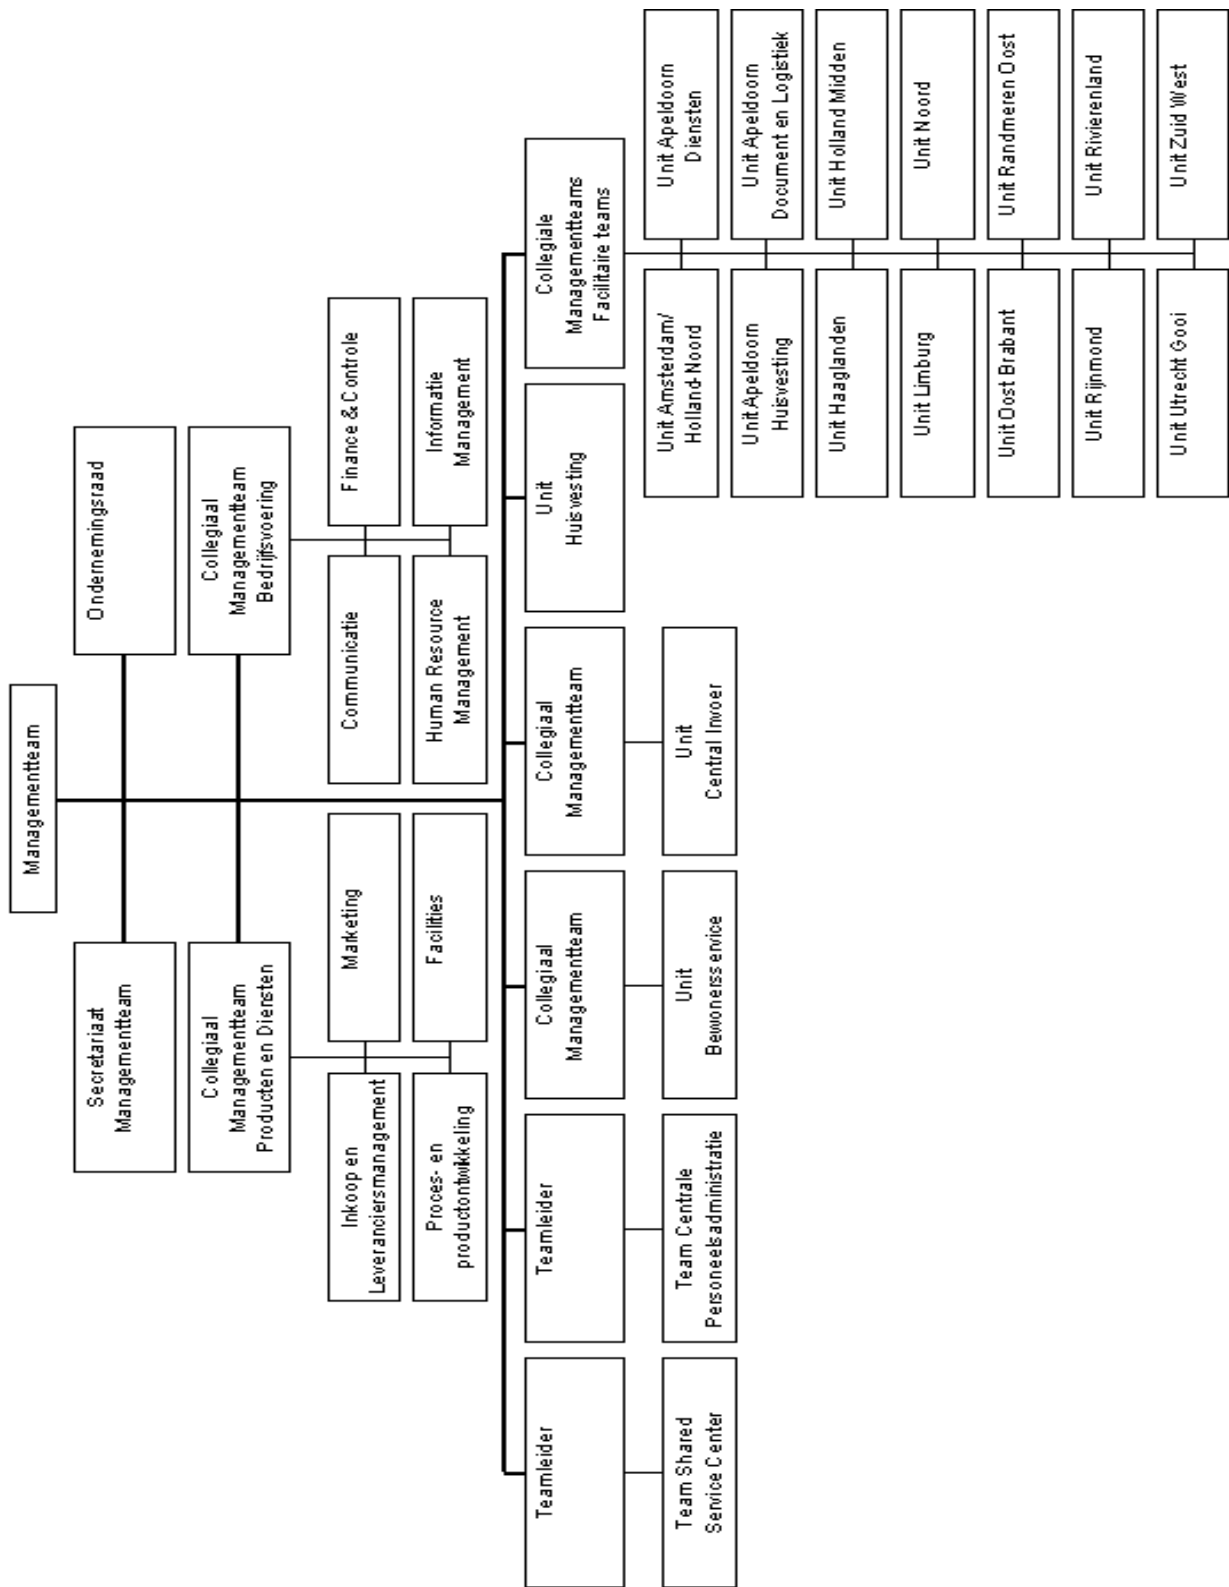 Managementteam
Secretariaat
Managementteam
Ondernemingsraad
Collegiaal
Managementteam
Producten en Diensten
Collegiaal
Managementteam
Bedrijfsvoering
Inkoop en
Leveranciersmanagement
Marketing
Communicatie
Finance & Controle
Proces- en
productontwikkeling
Facilities
Human Resource
Management
Informatie
Management
Teamleider
Teamleider
Collegiaal
Managementteam
Collegiaal
Managementteam
Unit
Huisvesting
Collegiale
Managementteams
Facilitaire teams
Team Shared
Service Center
Team Centrale
Personeelsadministratie
Unit
Bewonersservice
Unit
Central Invoer
Unit Amsterdam/
Holland-Noord
Unit Apeldoorn
Diensten
Unit Apeldoorn
Huisvesting
Unit Apeldoorn
Document en Logistiek
Unit Haaglanden
Unit Holland Midden
Unit Limburg
Unit Noord
Unit Oost Brabant
Unit Randmeren Oost
Unit Rijnmond
Unit Rivierenland
Unit Utrecht Gooi
Unit Zuid West